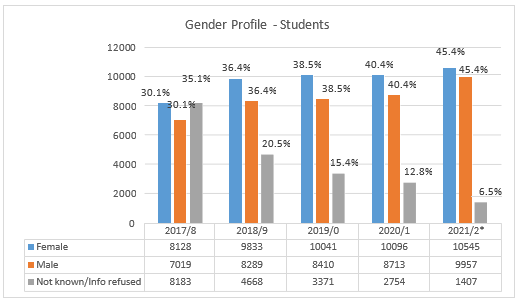 Gender Profile - Students
12000
10000
8000
6000
4000
2000
0
30.1% 30.1% 35.1%
36.4% 36.4% 20.5%
38.5% 38.5% 15.4%
40.4% 40.4% 12.8%
45.4% 45.4% 6.5%
2017/8 2018/9 2019/0 2020/1 2021/2*
Female 8128 9833 10041 10096 10545
Male 7019 8289 8410 8713 9957
Not known/Info refused 8183 4668 3371 2754 1407